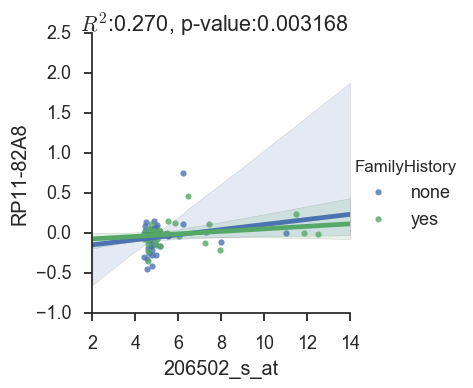 R²:0.270, p-value:0.003168
2.5
2.0
1.5
1.0
0.5
0.0
−0.5
−1.0
RP11-82A8
2 4 6 8 10 12 14
206502_s_at
FamilyHistory
none
yes